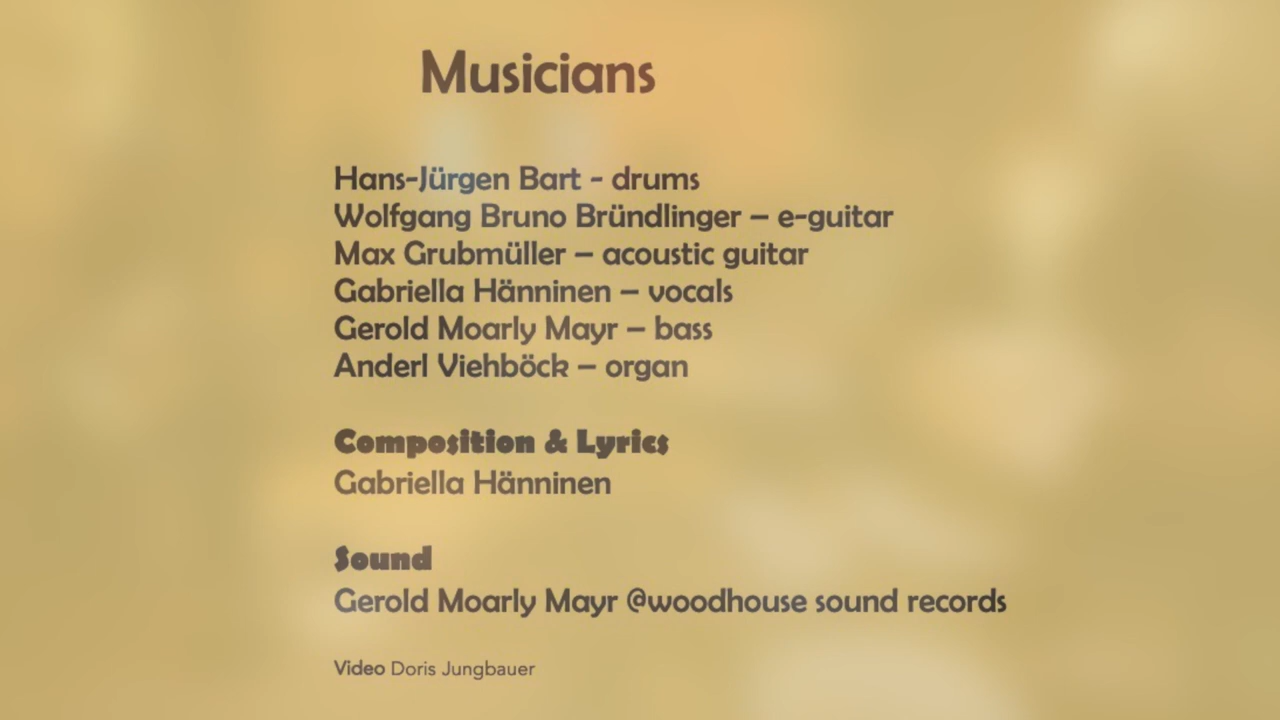 Musicians
Hans-Jürgen Bart - drums
Wolfgang Bruno Bründlinger – e-guitar
Max Grubmüller – acoustic guitar
Gabriella Hänninen – vocals
Gerold Moarly Mayr – bass
Anderl Viehböck – organ
Composition & Lyrics
Gabriella Hänninen
Sound
Gerold Moarly Mayr @woodhouse sound records
Video Doris Jungbauer